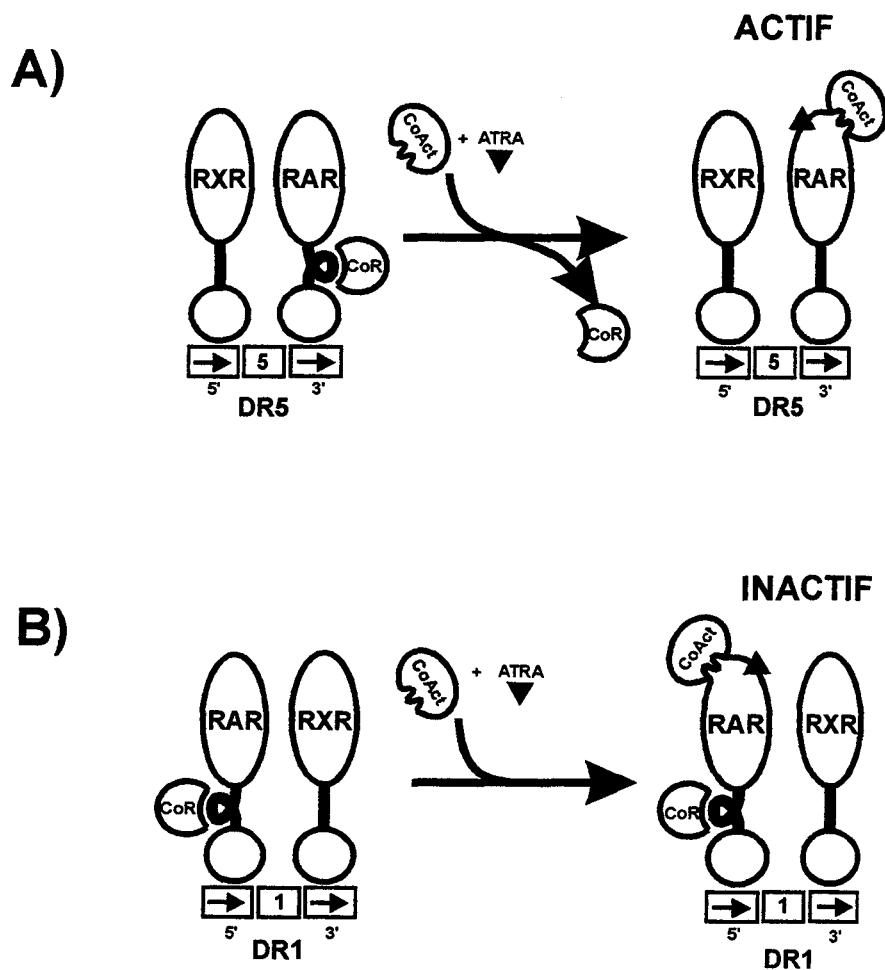 ACTIF
A)
CoAct + ATRA
CoAct
RXR RAR
RXR RAR
CoR
CoR
5
5' 3'
DR5
5
5' 3'
DR5
INACTIF
B)
CoAct + ATRA
CoAct
RAR RXR
RAR RXR
CoR
CoR
1
5' 3'
DR1
1
5' 3'
DR1